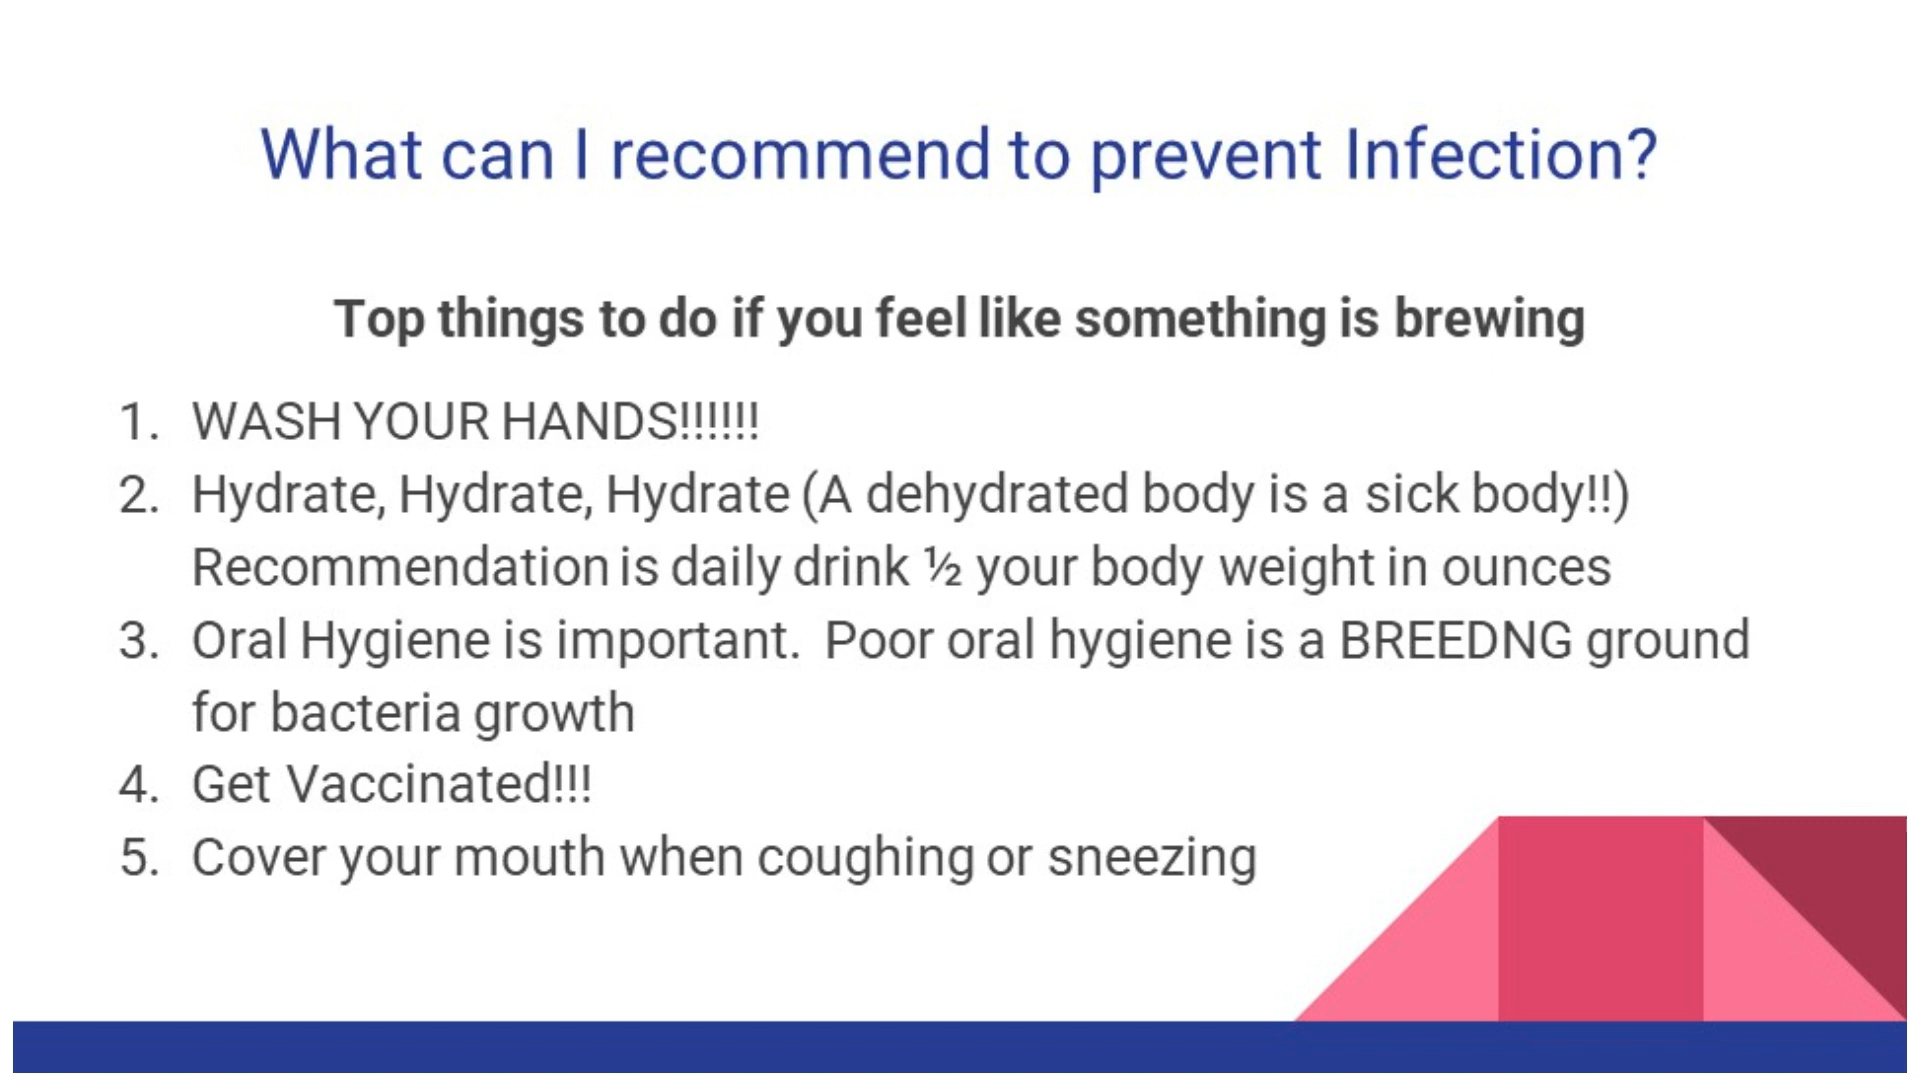 What can I recommend to prevent Infection?
Top things to do if you feel like something is brewing
1. WASH YOUR HANDS!!!!!!
2. Hydrate, Hydrate, Hydrate (A dehydrated body is a sick body!!)
Recommendation is daily drink ½ your body weight in ounces
3. Oral Hygiene is important. Poor oral hygiene is a BREEDNG ground
for bacteria growth
4. Get Vaccinated!!!
5. Cover your mouth when coughing or sneezing